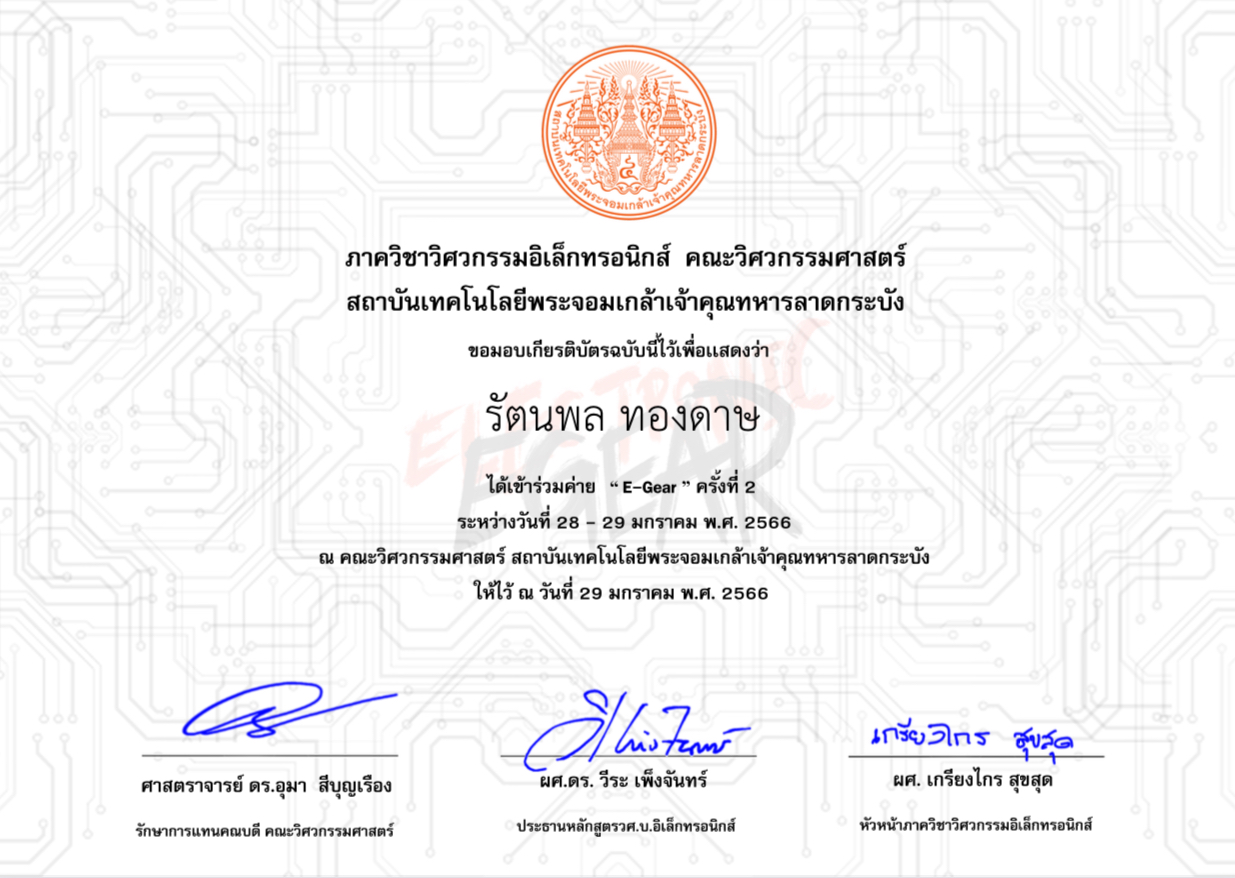 สถาบันเทคโนโลยีพระจอมเกล้าเจ้าคุณทหารลาดกระบัง
ภาควิชาวิศวกรรมอิเล็กทรอนิกส์ คณะวิศวกรรมศาสตร์
สถาบันเทคโนโลยีพระจอมเกล้าเจ้าคุณทหารลาดกระบัง
ขอมอบเกียรติบัตรฉบับนี้ไว้เพื่อแสดงว่า
ELECTRONIC
EGEAR
รัตนพล ทองดาษ
ได้เข้าร่วมค่าย “ E-Gear ” ครั้งที่ 2
ระหว่างวันที่ 28 - 29 มกราคม พ.ศ. 2566
ณ คณะวิศวกรรมศาสตร์ สถาบันเทคโนโลยีพระจอมเกล้าเจ้าคุณทหารลาดกระบัง
ให้ไว้ ณ วันที่ 29 มกราคม พ.ศ. 2566
เกรียงไกร สุขสุด
ศาสตราจารย์ ดร.อุมา สีบุญเรือง
ผศ.ดร. วีระ เพ็งจันทร์
ผศ. เกรียงไกร สุขสุด
รักษาการแทนคณบดี คณะวิศวกรรมศาสตร์
ประธานหลักสูตรวศ.บ.อิเล็กทรอนิกส์
หัวหน้าภาควิชาวิศวกรรมอิเล็กทรอนิกส์